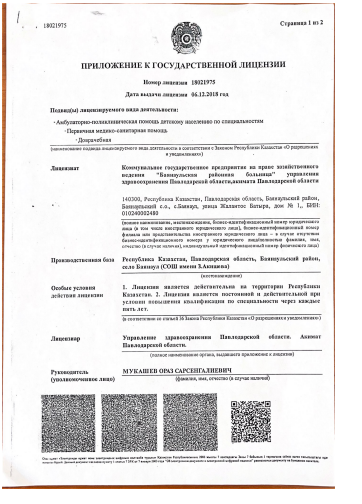 18021975
Страница 1 из 2
ПРИЛОЖЕНИЕ К ГОСУДАРСТВЕННОЙ ЛИЦЕНЗИИ
Номер лицензии 18021975
Дата выдачи лицензии 06.12.2018 год
Подвид(ы) лицензируемого вида деятельности:
- Амбулаторно-поликлиническая помощь детскому населению по специальностям
- Первичная медико-санитарная помощь
- Доврачебная
(наименование подвида лицензируемого вида деятельности в соответствии с Законом Республики Казахстан «О разрешениях
и уведомлениях»)
Лицензиат
Коммунальное государственное предприятие на праве хозяйственного
ведения "Баянаульская районная больница" управления
здравоохранения Павлодарской области, акимата Павлодарской области
140300, Республика Казахстан, Павлодарская область, Баянаульский район,
Баянаульский с.о., с.Баянаул, улица Жалантос Батыра, дом № 1., БИН:
010240002480
(полное наименование, местонахождение, бизнес-идентификационный номер юридического
лица (в том числе иностранного юридического лица), бизнес-идентификационный номер
филиала или представительства иностранного юридического лица – в случае отсутствия
бизнес-идентификационного номера у юридического лица/полностью фамилия, имя,
отчество (в случае наличия), индивидуальный идентификационный номер физического лица)
Производственная база
Республика Казахстан, Павлодарская область, Баянаульский район,
село Баянаул (СОШ имени З.Акишева)
(местонахождение)
Особые условия
действия лицензии
1. Лицензия является действительна на территории Республики
Казахстан. 2. Лицензия является постоянной и действительной при
условии повышения квалификации по специальности через каждые
пять лет.
(в соответствии со статьей 36 Закона Республики Казахстан «О разрешениях и уведомлениях»)
Лицензиар
Управление здравоохранения Павлодарской области. Акимат
Павлодарской области.
(полное наименование органа, выдавшего приложение к лицензии)
Руководитель
(уполномоченное лицо)
МУКАШЕВ ОРАЗ САРСЕНГАЛИЕВИЧ
(фамилия, имя, отчество (в случае наличия)